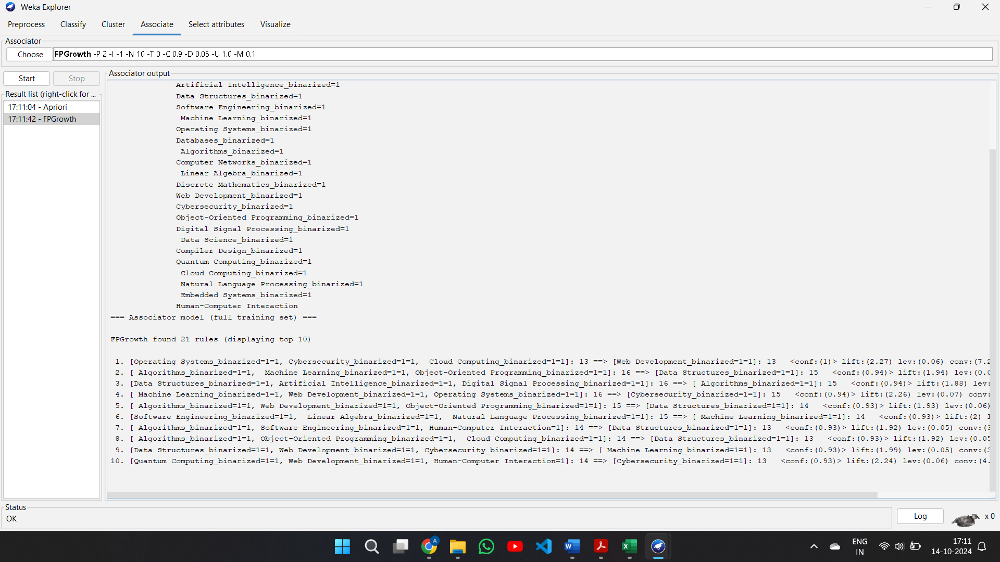 Weka Explorer
Preprocess Classify Cluster Associate Select attributes Visualize
Associator
Choose FPGrowth -P 2 -I -1 -N 10 -T 0 -C 0.9 -D 0.05 -U 1.0 -M 0.1
Start Stop
Result list (right-click for ...
17:11:04 - Apriori
17:11:42 - FPGrowth
Associator output
Artificial Intelligence_binarized=1
Data Structures_binarized=1
Software Engineering_binarized=1
Machine Learning_binarized=1
Operating Systems_binarized=1
Databases_binarized=1
Algorithms_binarized=1
Computer Networks_binarized=1
Linear Algebra_binarized=1
Discrete Mathematics_binarized=1
Web Development_binarized=1
Cybersecurity_binarized=1
Object-Oriented Programming_binarized=1
Digital Signal Processing_binarized=1
Data Science_binarized=1
Compiler Design_binarized=1
Quantum Computing_binarized=1
Cloud Computing_binarized=1
Natural Language Processing_binarized=1
Embedded Systems_binarized=1
Human-Computer Interaction
=== Associator model (full training set) ===
FPGrowth found 21 rules (displaying top 10)
1. [Operating Systems_binarized=1=1, Cybersecurity_binarized=1=1,  Cloud Computing_binarized=1=1]: 13 ==> [Web Development_binarized=1=1]: 13   <conf:(1)> lift:(2.27) lev:(0.06) conv:(7.2
2. [ Algorithms_binarized=1=1,  Machine Learning_binarized=1=1, Object-Oriented Programming_binarized=1=1]: 16 ==> [Data Structures_binarized=1=1]: 15   <conf:(0.94)> lift:(1.94) lev:(0.0
3. [Data Structures_binarized=1=1, Artificial Intelligence_binarized=1=1, Digital Signal Processing_binarized=1=1]: 16 ==> [ Algorithms_binarized=1=1]: 15   <conf:(0.94)> lift:(1.88) lev:
4. [ Machine Learning_binarized=1=1, Web Development_binarized=1=1, Operating Systems_binarized=1=1]: 16 ==> [Cybersecurity_binarized=1=1]: 15   <conf:(0.94)> lift:(2.26) lev:(0.07) conv:
5. [ Algorithms_binarized=1=1, Web Development_binarized=1=1, Object-Oriented Programming_binarized=1=1]: 15 ==> [Data Structures_binarized=1=1]: 14   <conf:(0.93)> lift:(1.93) lev:(0.06)
6. [Software Engineering_binarized=1=1,  Linear Algebra_binarized=1=1,  Natural Language Processing_binarized=1=1]: 15 ==> [ Machine Learning_binarized=1=1]: 14   <conf:(0.93)> lift:(2)
7. [ Algorithms_binarized=1=1, Software Engineering_binarized=1=1, Human-Computer Interaction=1]: 14 ==> [Data Structures_binarized=1=1]: 13   <conf:(0.93)> lift:(1.92) lev:(0.05) conv:(3
8. [ Algorithms_binarized=1=1, Object-Oriented Programming_binarized=1=1,  Cloud Computing_binarized=1=1]: 14 ==> [Data Structures_binarized=1=1]: 13   <conf:(0.93)> lift:(1.92) lev:(0.05
9. [Data Structures_binarized=1=1, Web Development_binarized=1=1, Cybersecurity_binarized=1=1]: 14 ==> [ Machine Learning_binarized=1=1]: 13   <conf:(0.93)> lift:(1.99) lev:(0.05) conv:(3
10. [Quantum Computing_binarized=1=1, Web Development_binarized=1=1, Human-Computer Interaction=1]: 14 ==> [Cybersecurity_binarized=1=1]: 13   <conf:(0.93)> lift:(2.24) lev:(0.06) conv:(4.
Status
OK
Log
x 0
A
ENG
IN
17:11
14-10-2024